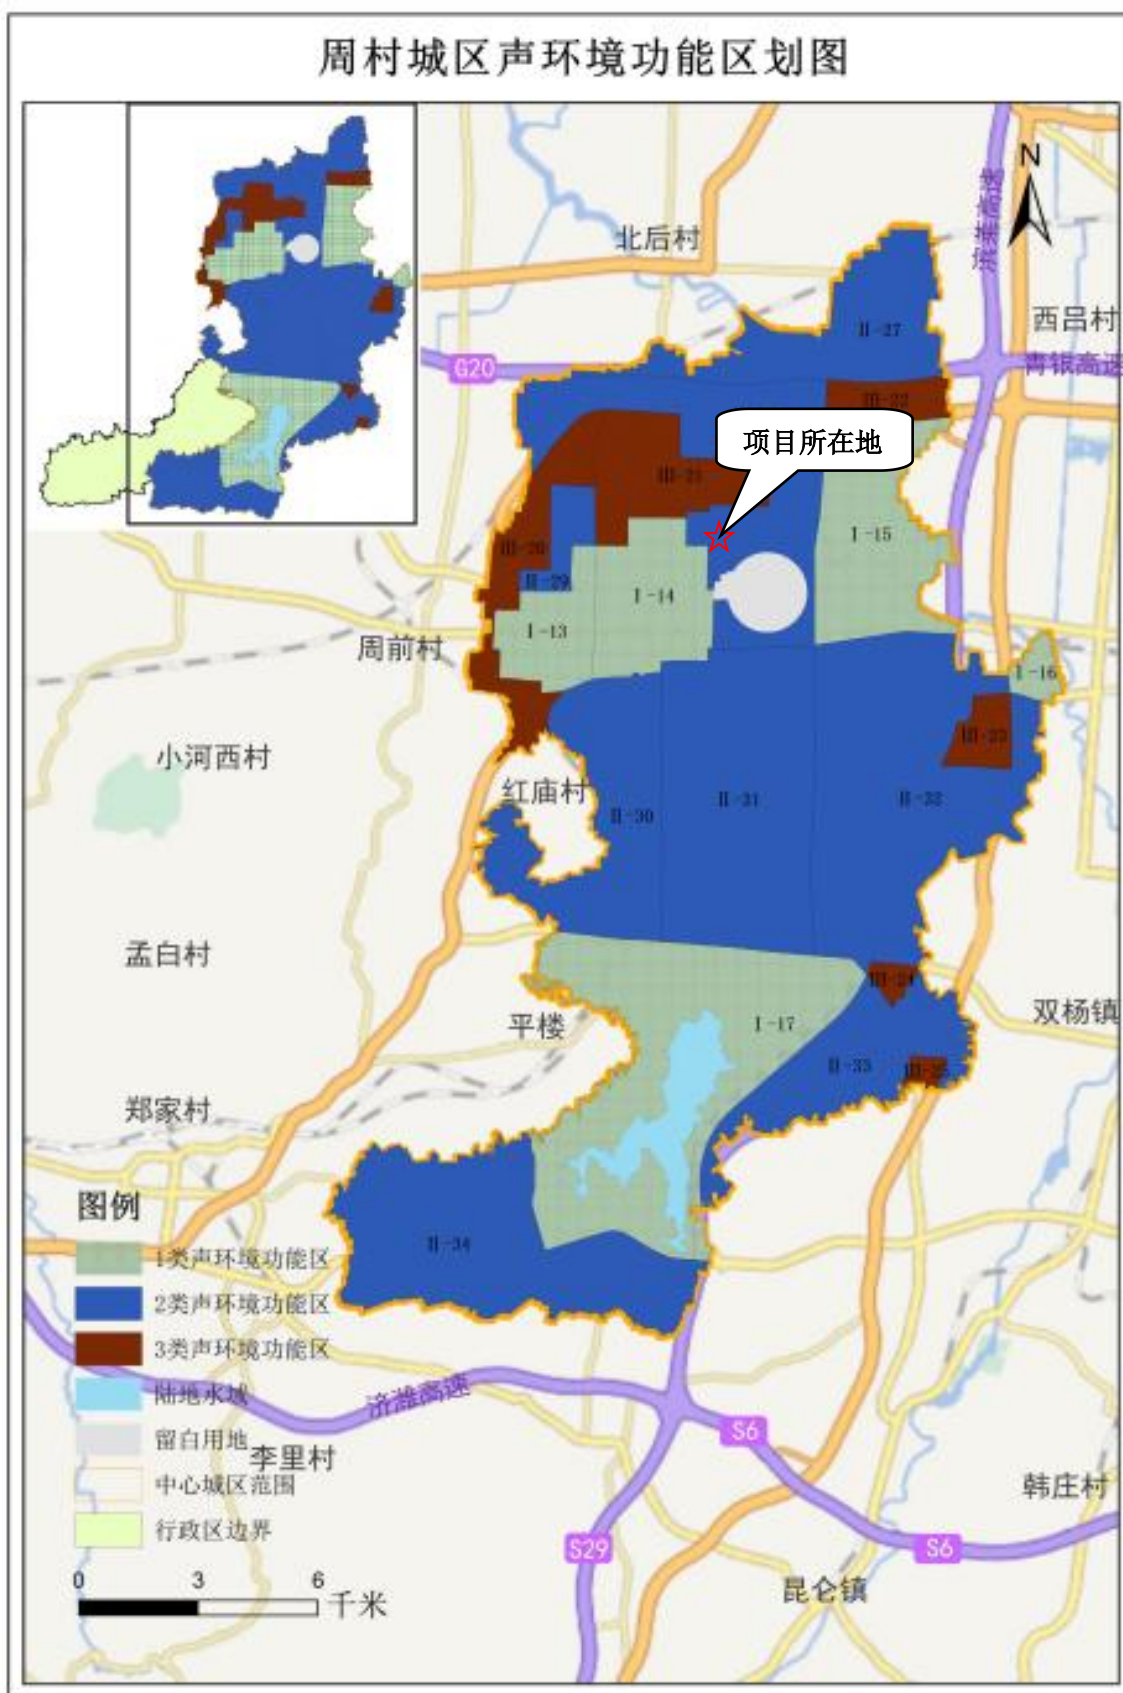 周村城区声环境功能区划图
N
北后村
滨莱高速
西吕村
II-27
G20
青银高速
III-22
项目所在地
III-21
I-15
III-20
II-29
I-14
I-13
周前村
I-16
III-23
小河西村
红庙村
II-30
II-31
II-32
孟白村
III-24
平楼
I-17
双杨镇
II-33
III-25
郑家村
图例
II-34
1类声环境功能区
2类声环境功能区
3类声环境功能区
陆地水域
济潍高速
留白用地
S6
李里村
中心城区范围
韩庄村
行政区边界
S29
S6
0 3 6
千米
昆仑镇